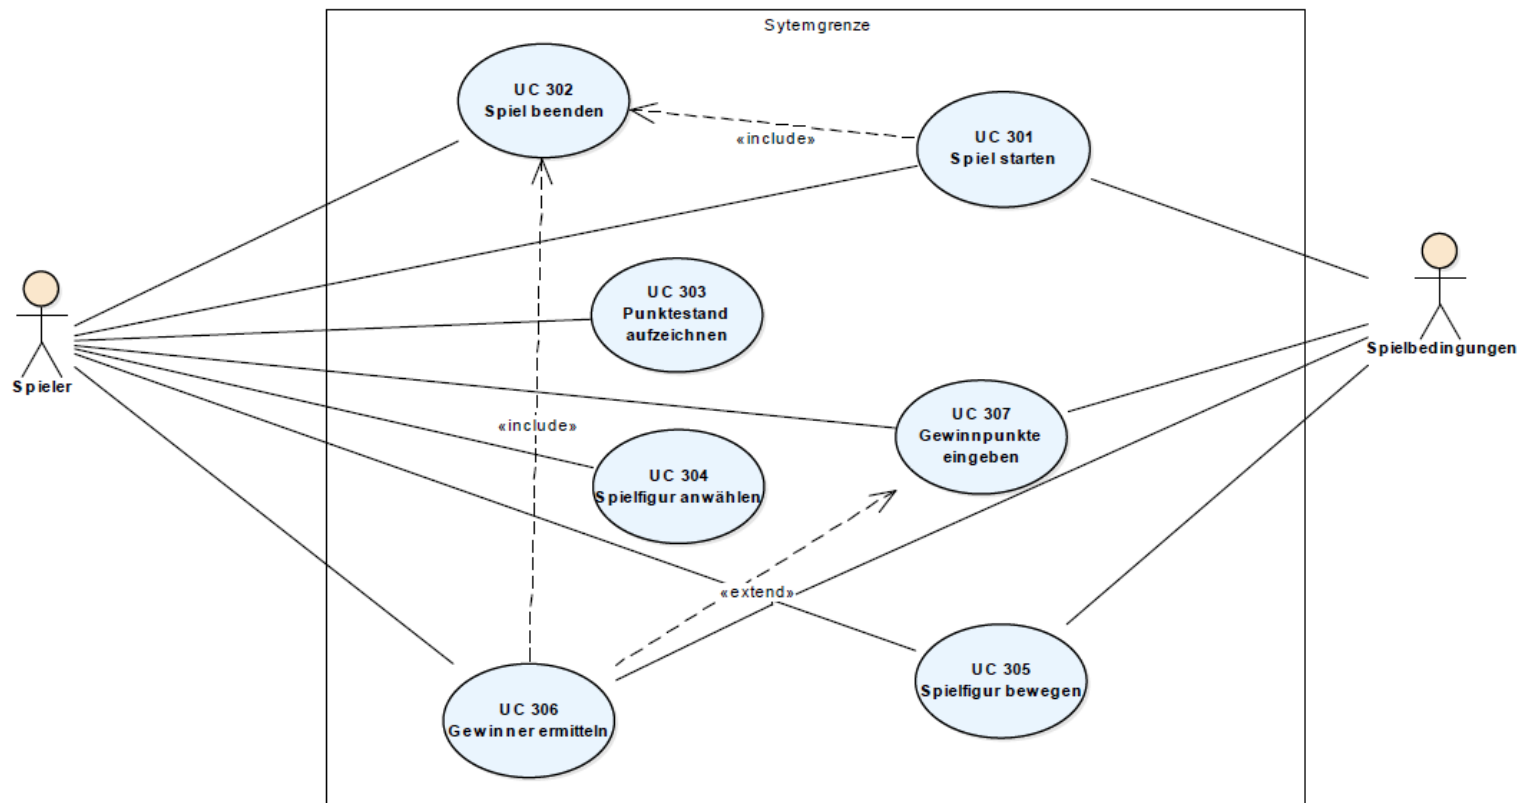 Sytemgrenze
UC 302
Spiel beenden
«include»
UC 301
Spiel starten
UC 303
Punktestand
aufzeichnen
Spieler
Spielbedingungen
«include»
UC 307
Gewinnpunkte
eingeben
UC 304
Spielfigur anwählen
«extend»
UC 305
Spielfigur bewegen
UC 306
Gewinner ermitteln